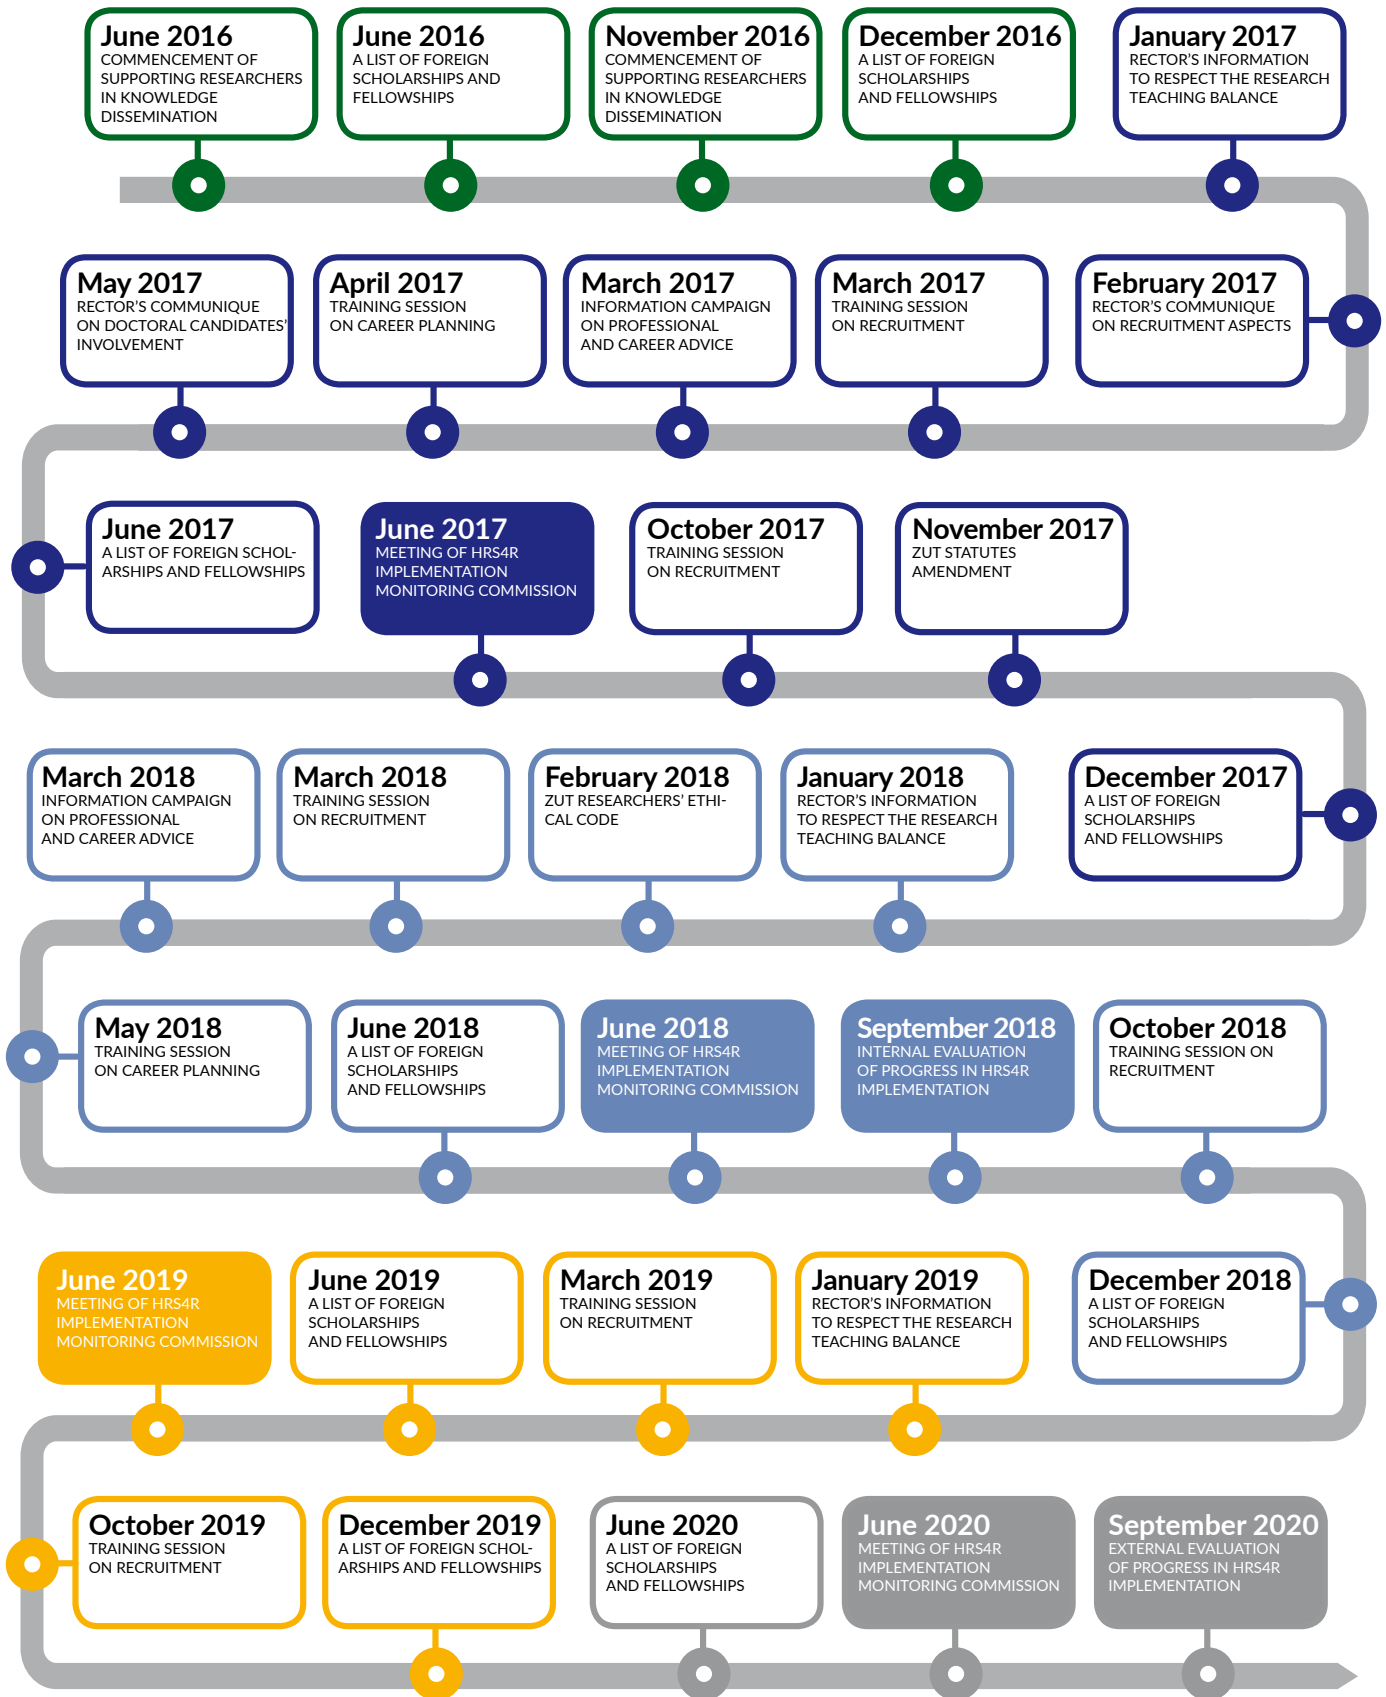 June 2016
COMMENCEMENT OF
SUPPORTING RESEARCHERS
IN KNOWLEDGE
DISSEMINATION
June 2016
A LIST OF FOREIGN
SCHOLARSHIPS AND
FELLOWSHIPS
November 2016
COMMENCEMENT OF
SUPPORTING RESEARCHERS
IN KNOWLEDGE
DISSEMINATION
December 2016
A LIST OF FOREIGN
SCHOLARSHIPS
AND FELLOWSHIPS
January 2017
RECTOR'S INFORMATION
TO RESPECT THE RESEARCH
TEACHING BALANCE
May 2017
RECTOR'S COMMUNIQUE
ON DOCTORAL CANDIDATES'
INVOLVEMENT
April 2017
TRAINING SESSION
ON CAREER PLANNING
March 2017
INFORMATION CAMPAIGN
ON PROFESSIONAL
AND CAREER ADVICE
March 2017
TRAINING SESSION
ON RECRUITMENT
February 2017
RECTOR'S COMMUNIQUE
ON RECRUITMENT ASPECTS
June 2017
A LIST OF FOREIGN SCHOL-
ARSHIPS AND FELLOWSHIPS
June 2017
MEETING OF HRS4R
IMPLEMENTATION
MONITORING COMMISSION
October 2017
TRAINING SESSION
ON RECRUITMENT
November 2017
ZUT STATUTES
AMENDMENT
March 2018
INFORMATION CAMPAIGN
ON PROFESSIONAL
AND CAREER ADVICE
March 2018
TRAINING SESSION
ON RECRUITMENT
February 2018
ZUT RESEARCHERS' ETHI-
CAL CODE
January 2018
RECTOR'S INFORMATION
TO RESPECT THE RESEARCH
TEACHING BALANCE
December 2017
A LIST OF FOREIGN
SCHOLARSHIPS
AND FELLOWSHIPS
May 2018
TRAINING SESSION
ON CAREER PLANNING
June 2018
A LIST OF FOREIGN
SCHOLARSHIPS
AND FELLOWSHIPS
June 2018
MEETING OF HRS4R
IMPLEMENTATION
MONITORING COMMISSION
September 2018
INTERNAL EVALUATION
OF PROGRESS IN HRS4R
IMPLEMENTATION
October 2018
TRAINING SESSION ON
RECRUITMENT
June 2019
MEETING OF HRS4R
IMPLEMENTATION
MONITORING COMMISSION
June 2019
A LIST OF FOREIGN
SCHOLARSHIPS
AND FELLOWSHIPS
March 2019
TRAINING SESSION
ON RECRUITMENT
January 2019
RECTOR'S INFORMATION
TO RESPECT THE RESEARCH
TEACHING BALANCE
December 2018
A LIST OF FOREIGN
SCHOLARSHIPS
AND FELLOWSHIPS
October 2019
TRAINING SESSION
ON RECRUITMENT
December 2019
A LIST OF FOREIGN SCHOL-
ARSHIPS AND FELLOWSHIPS
June 2020
A LIST OF FOREIGN
SCHOLARSHIPS
AND FELLOWSHIPS
June 2020
MEETING OF HRS4R
IMPLEMENTATION
MONITORING COMMISSION
September 2020
EXTERNAL EVALUATION
OF PROGRESS IN HRS4R
IMPLEMENTATION